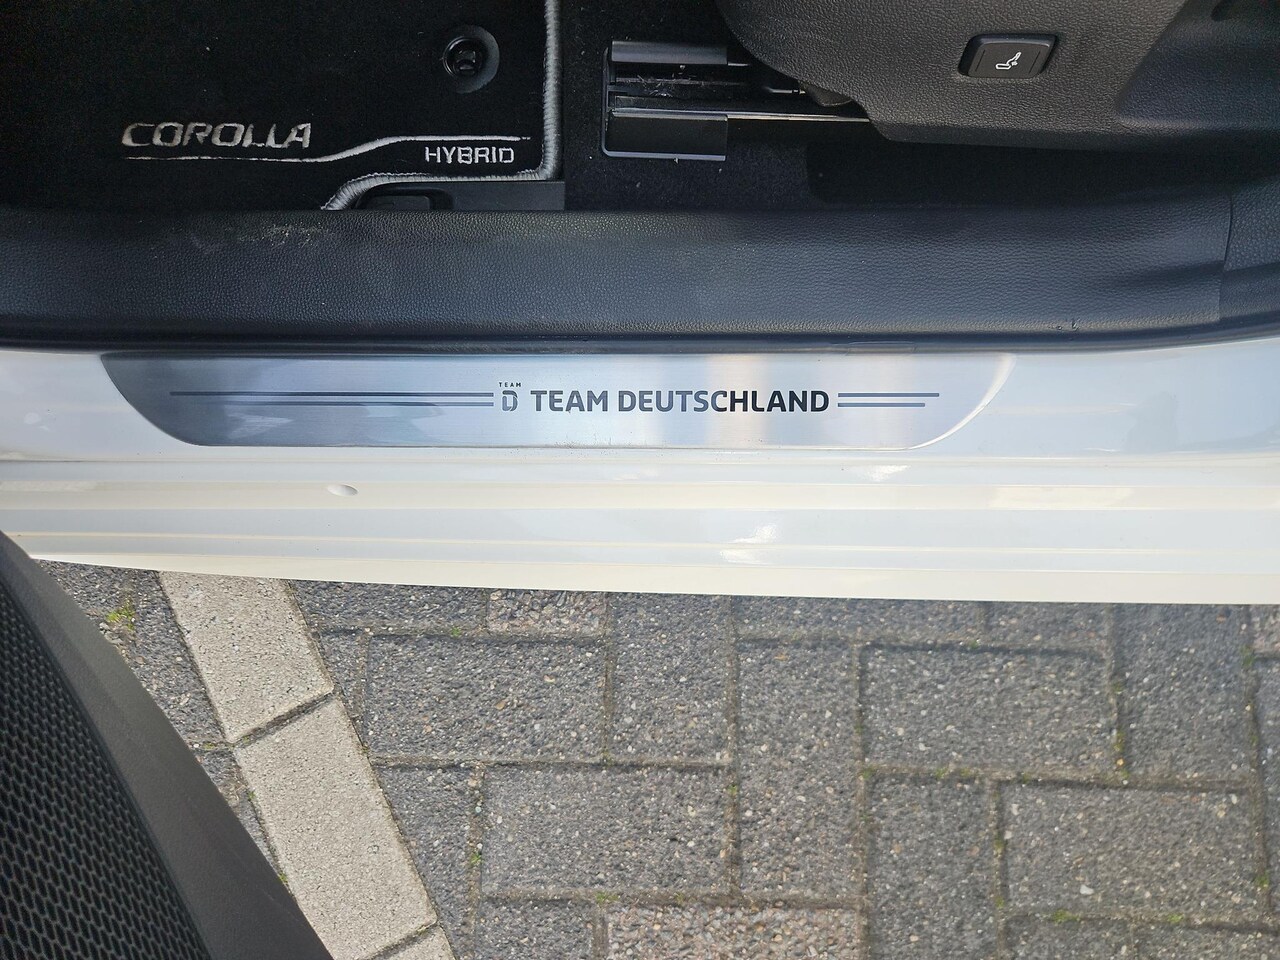 COROLLA
HYBRID
TEAM
D TEAM DEUTSCHLAND